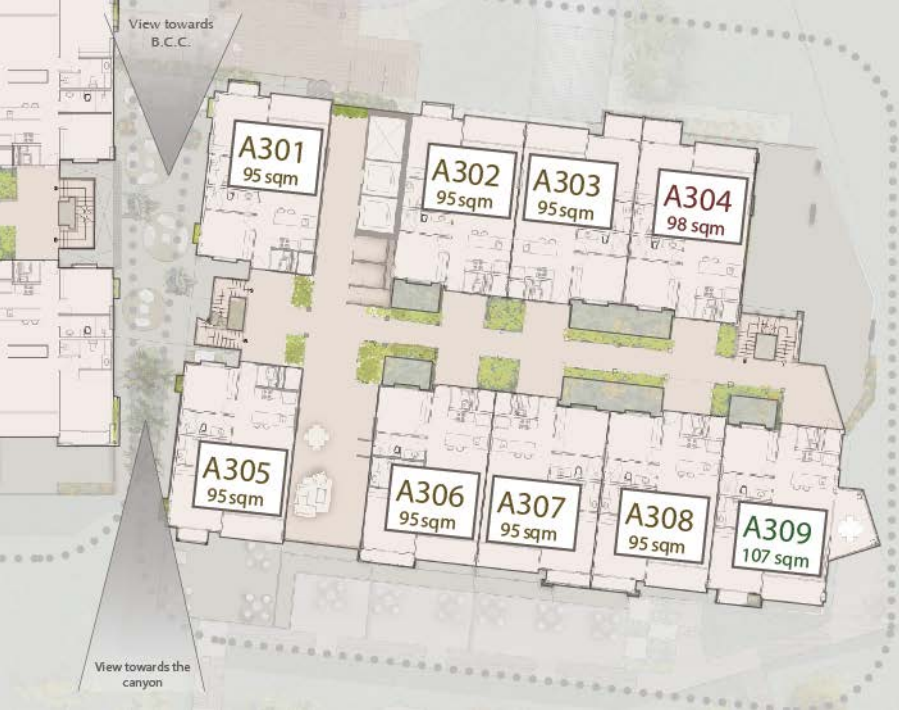 View towards
B.C.C.
A301
95 sqm
A302
95 sqm
A303
95 sqm
A304
98 sqm
A305
95 sqm
A306
95 sqm
A307
95 sqm
A308
95 sqm
A309
107 sqm
View towards the
canyon